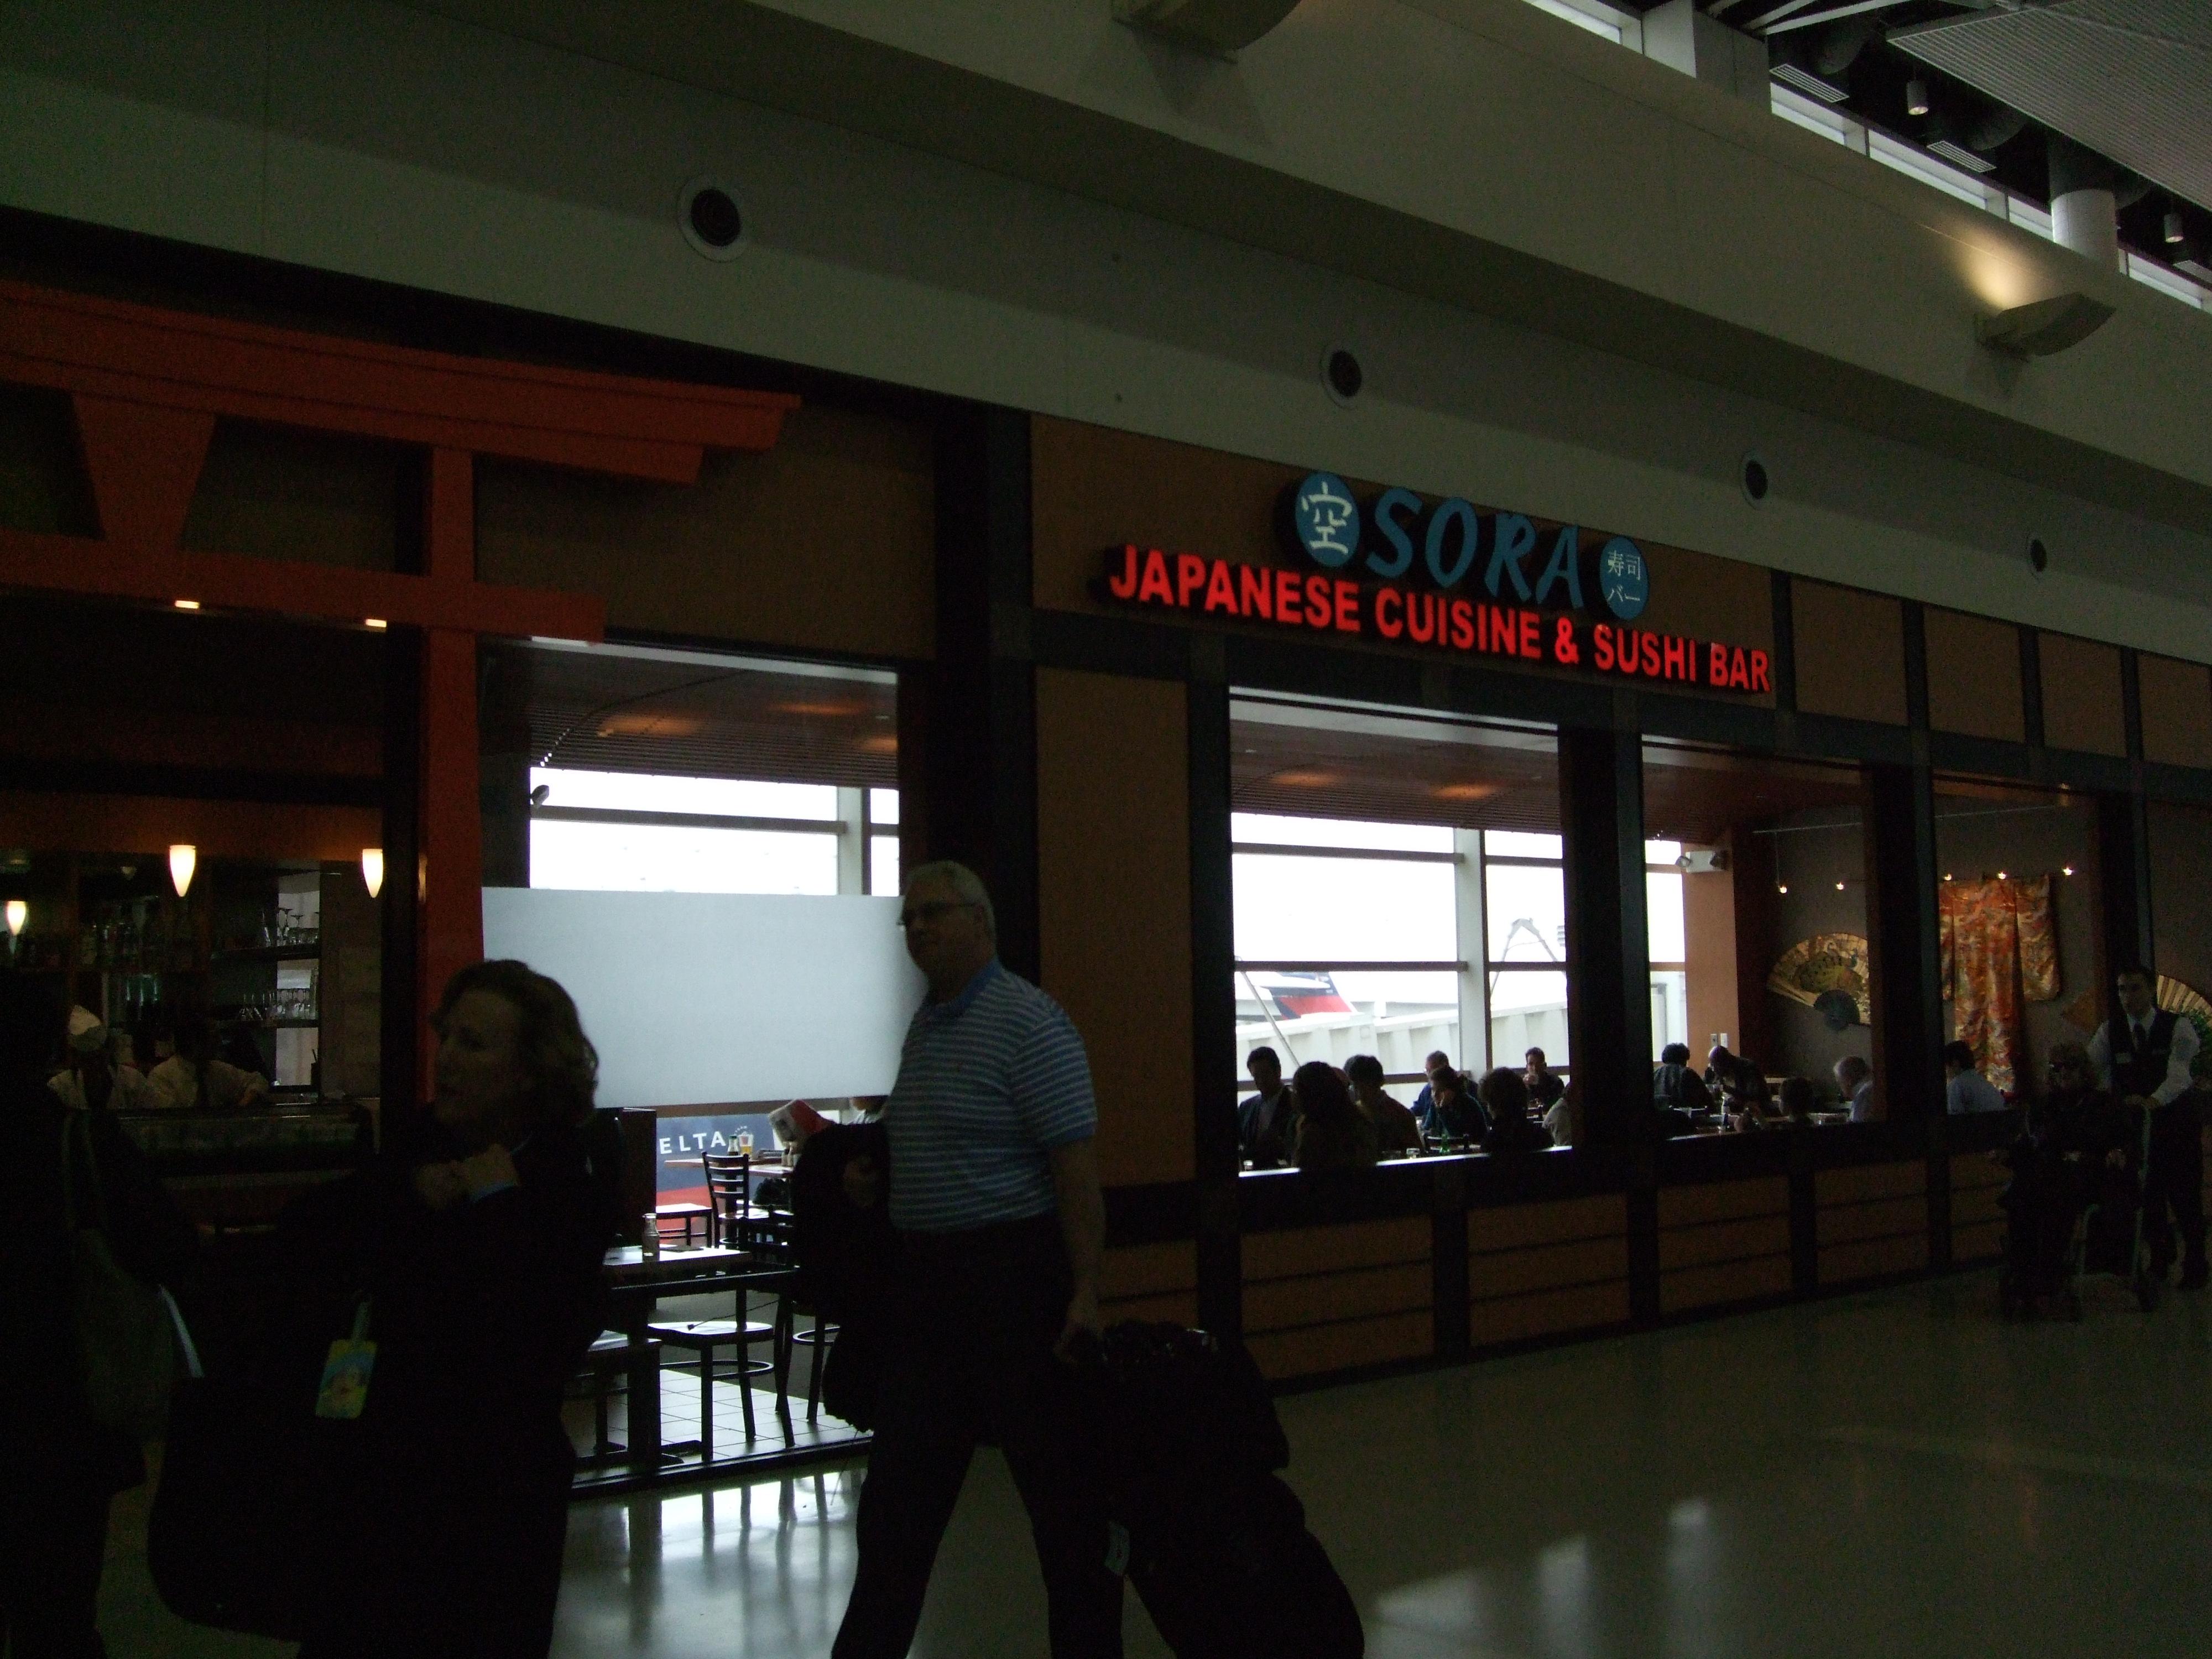 空 SORA 寿司
バー
JAPANESE CUISINE & SUSHI BAR
ELTA